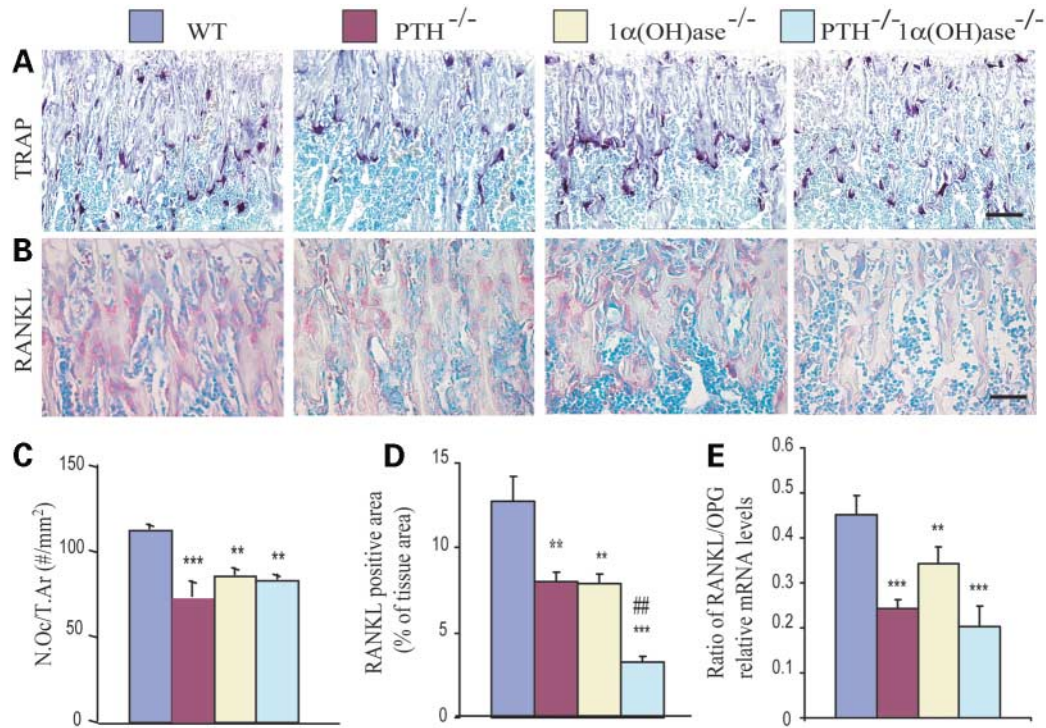 WT PTH-/- 1α(OH)ase-/- PTH-/-1α(OH)ase-/-
A
TRAP
B
RANKL
C
N.Oc/T.Ar (#/mm²)
150
100
50
0
***
**
**
D
RANKL positive area
(% of tissue area)
15
10
5
0
**
**
##
***
E
Ratio of RANKL/OPG
relative mRNA levels
0.6
0.5
0.4
0.3
0.2
0.1
0
***
**
***